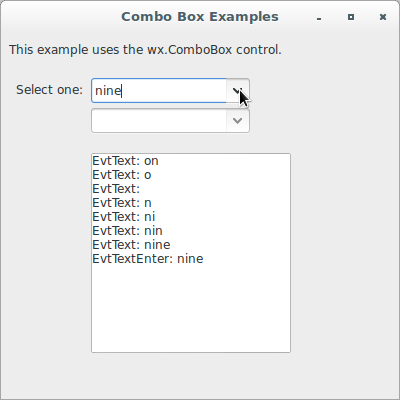 Combo Box Examples
This example uses the wx.ComboBox control.
Select one: nine
EvtText: on
EvtText: o
EvtText:
EvtText: n
EvtText: ni
EvtText: nin
EvtText: nine
EvtTextEnter: nine